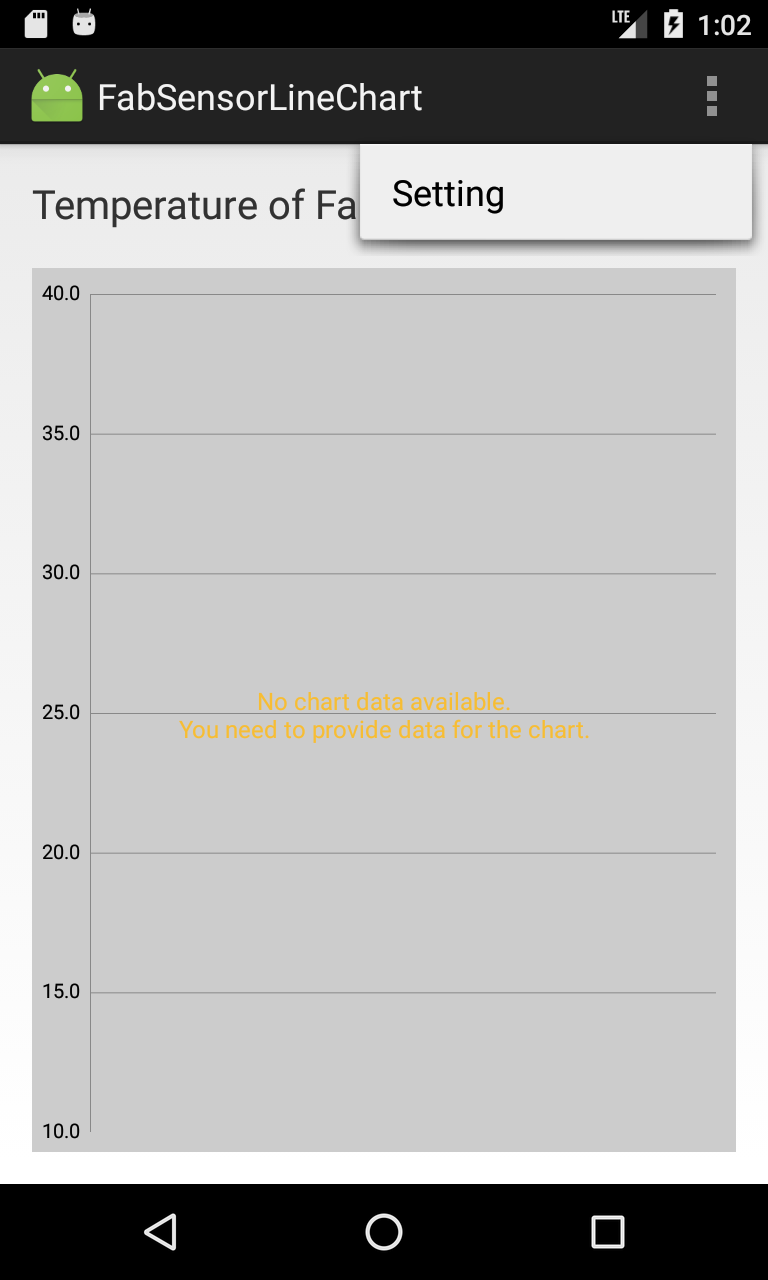 LTE 1:02
FabSensorLineChart
Setting
Temperature of Fa
40.0
35.0
30.0
No chart data available.
25.0
You need to provide data for the chart.
20.0
15.0
10.0